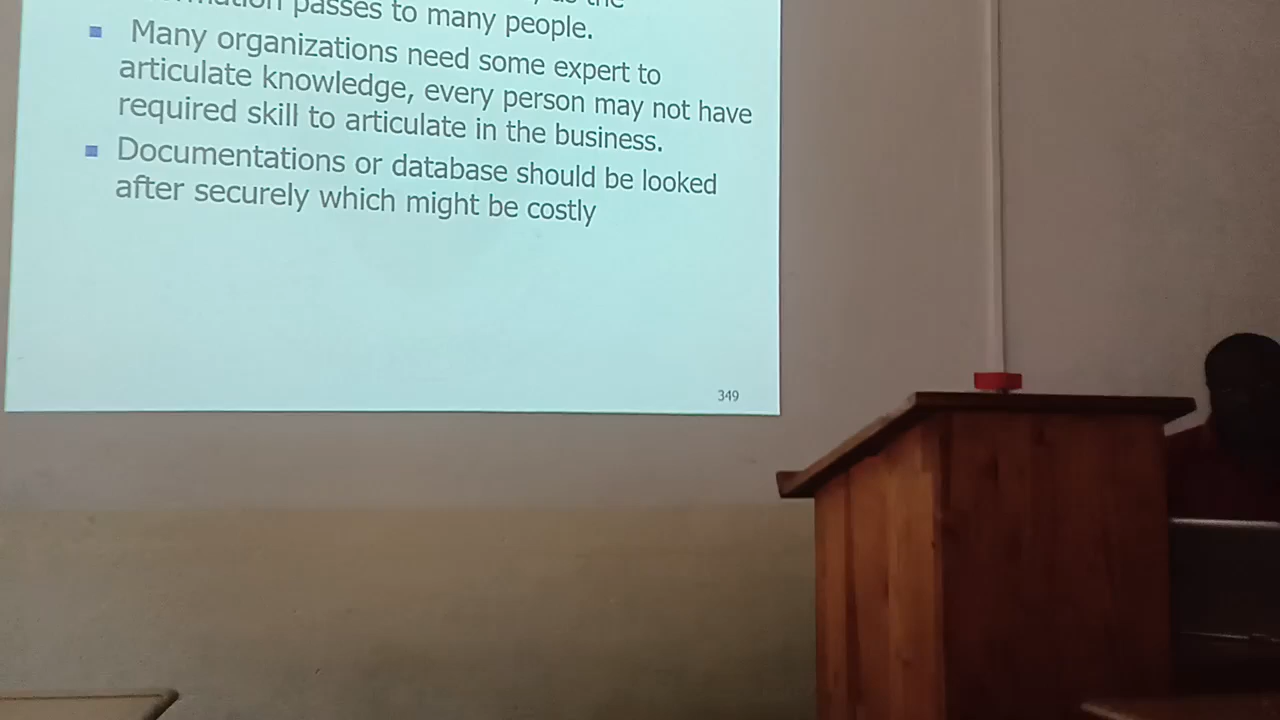 the
passes to many people.
Many organizations need some expert to
articulate knowledge, every person may not have
required skill to articulate in the business.
Documentations or database should be looked
after securely which might be costly
349